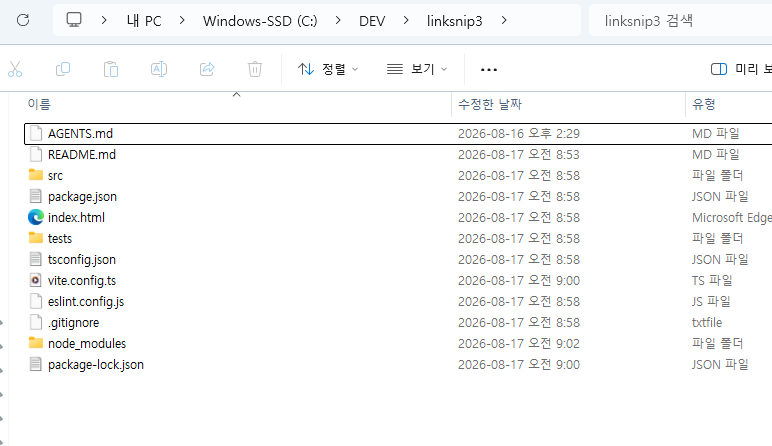 내 PC > Windows-SSD (C:) > DEV > linksnip3 > linksnip3 검색
정렬 보기 ... 미리 보
이름 수정한 날짜 유형
AGENTS.md 2026-08-16 오후 2:29 MD 파일
README.md 2026-08-17 오전 8:53 MD 파일
src 2026-08-17 오전 8:58 파일 폴더
package.json 2026-08-17 오전 8:58 JSON 파일
index.html 2026-08-17 오전 8:58 Microsoft Edge
tests 2026-08-17 오전 8:58 파일 폴더
tsconfig.json 2026-08-17 오전 8:58 JSON 파일
vite.config.ts 2026-08-17 오전 9:00 TS 파일
eslint.config.js 2026-08-17 오전 8:58 JS 파일
.gitignore 2026-08-17 오전 8:58 txtfile
node_modules 2026-08-17 오전 9:02 파일 폴더
package-lock.json 2026-08-17 오전 9:00 JSON 파일